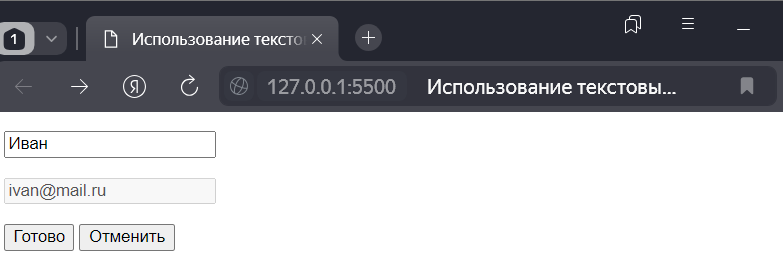 1 Использование тексто
Я 127.0.0.1:5500 Использование текстовы...
Иван
ivan@mail.ru
Готово Отменить